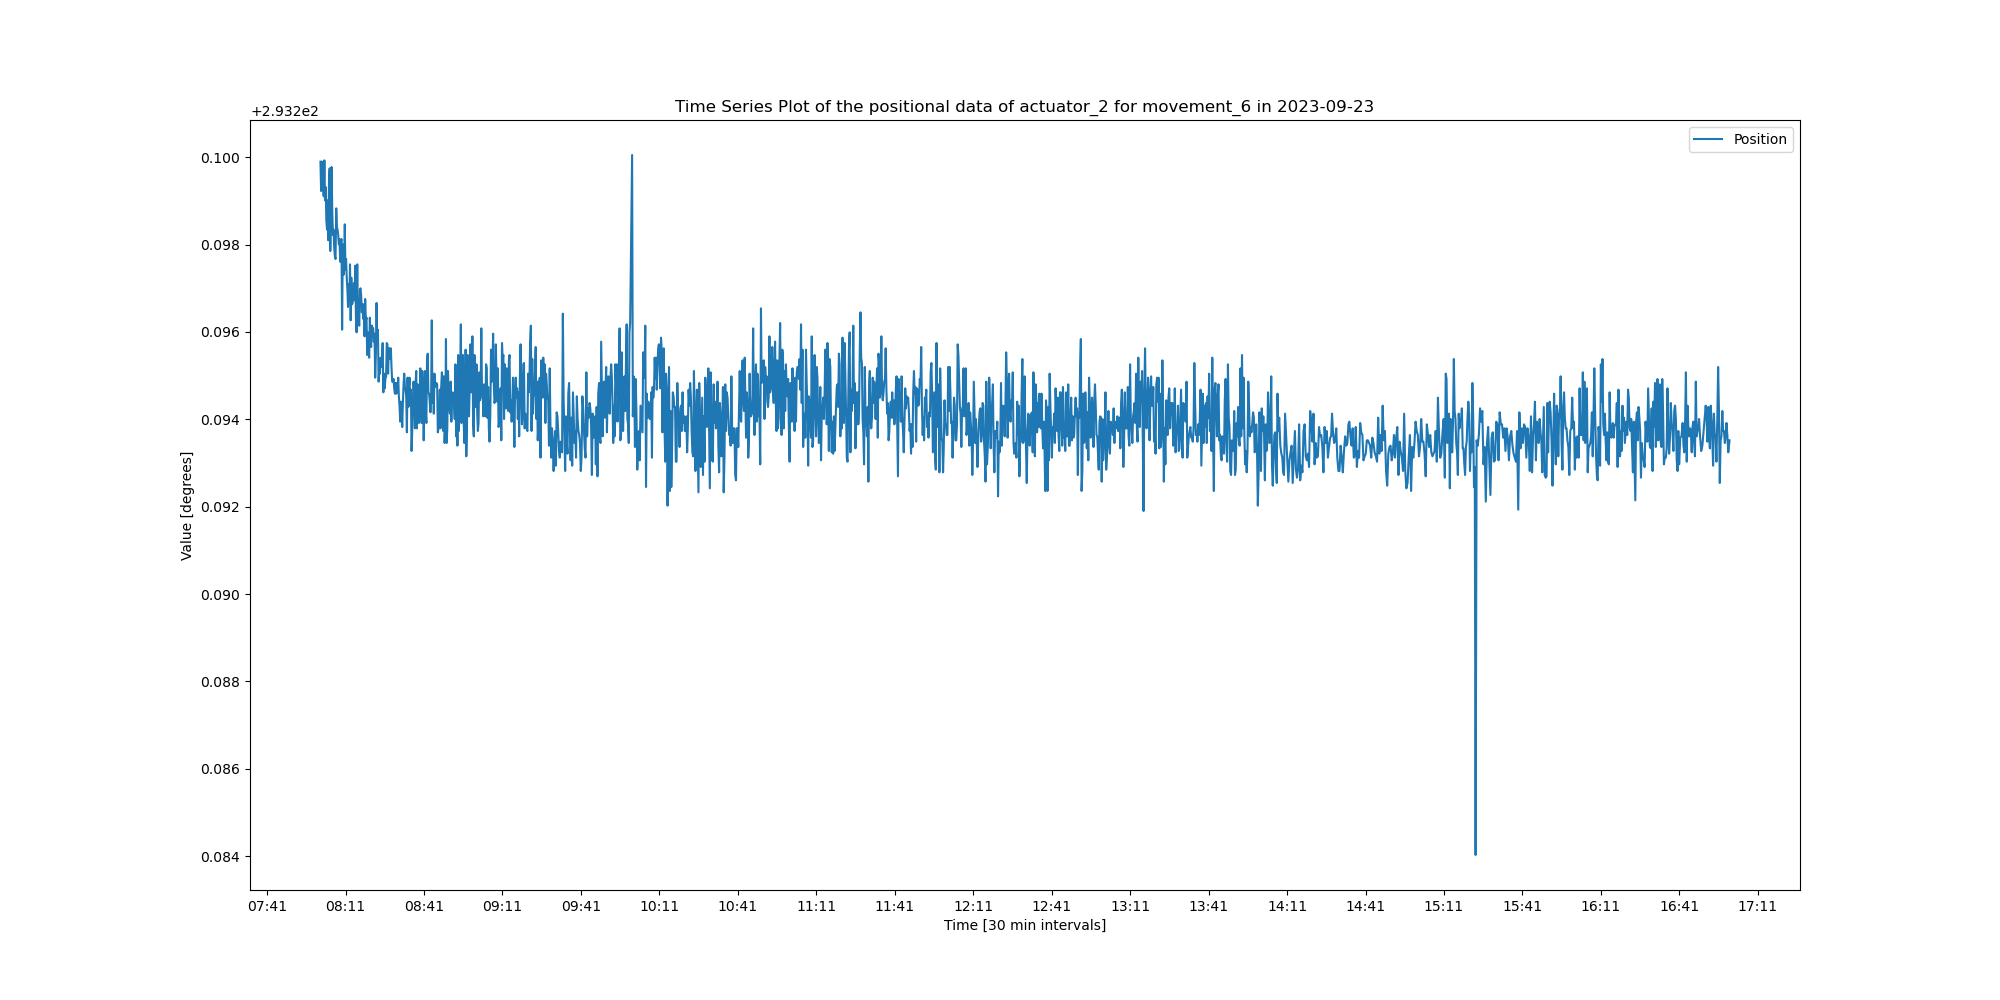 Time Series Plot of the positional data of actuator_2 for movement_6 in 2023-09-23
+2.932e2
Position
0.100
0.098
0.096
0.094
0.092
0.090
0.088
0.086
0.084
Value [degrees]
07:41 08:11 08:41 09:11 09:41 10:11 10:41 11:11 11:41 12:11 12:41 13:11 13:41 14:11 14:41 15:11 15:41 16:11 16:41 17:11
Time [30 min intervals]